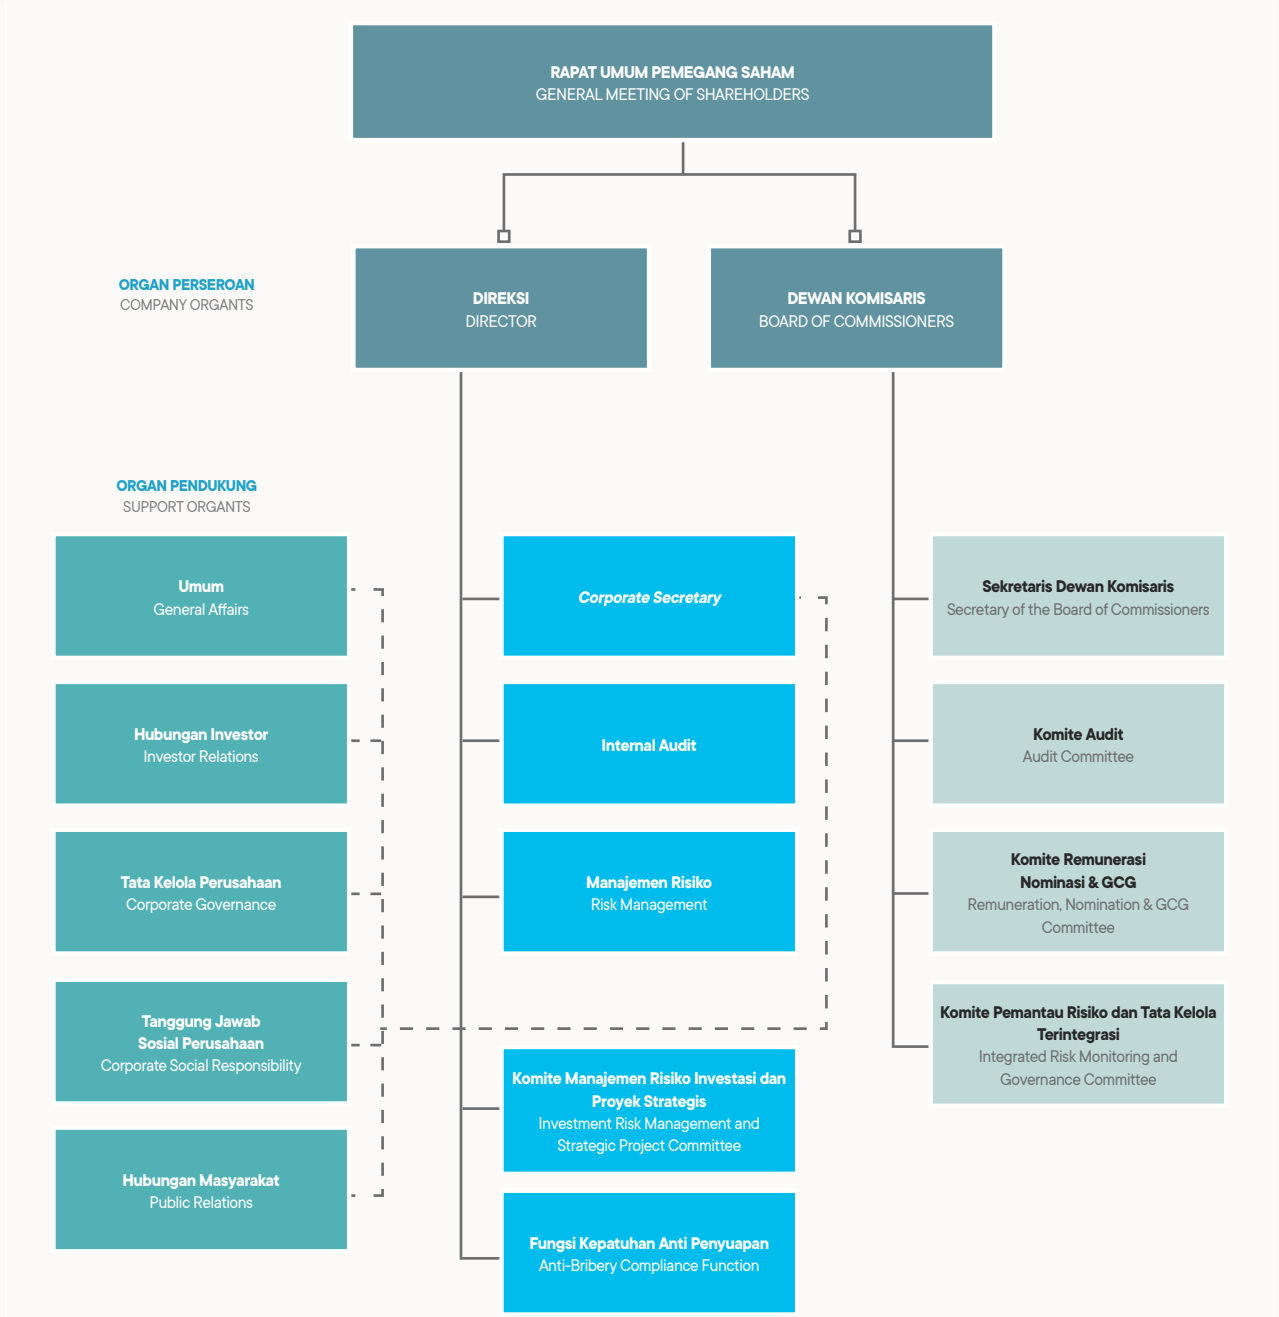 RAPAT UMUM PEMEGANG SAHAM
GENERAL MEETING OF SHAREHOLDERS
ORGAN PERSEROAN
COMPANY ORGANTS
DIREKSI
DIRECTOR
DEWAN KOMISARIS
BOARD OF COMMISSIONERS
ORGAN PENDUKUNG
SUPPORT ORGANTS
Umum
General Affairs
Hubungan Investor
Investor Relations
Tata Kelola Perusahaan
Corporate Governance
Tanggung Jawab
Sosial Perusahaan
Corporate Social Responsibility
Hubungan Masyarakat
Public Relations
Corporate Secretary
Internal Audit
Manajemen Risiko
Risk Management
Komite Manajemen Risiko Investasi dan
Proyek Strategis
Investment Risk Management and
Strategic Project Committee
Fungsi Kepatuhan Anti Penyuapan
Anti-Bribery Compliance Function
Sekretaris Dewan Komisaris
Secretary of the Board of Commissioners
Komite Audit
Audit Committee
Komite Remunerasi
Nominasi & GCG
Remuneration, Nomination & GCG
Committee
Komite Pemantau Risiko dan Tata Kelola
Terintegrasi
Integrated Risk Monitoring and
Governance Committee